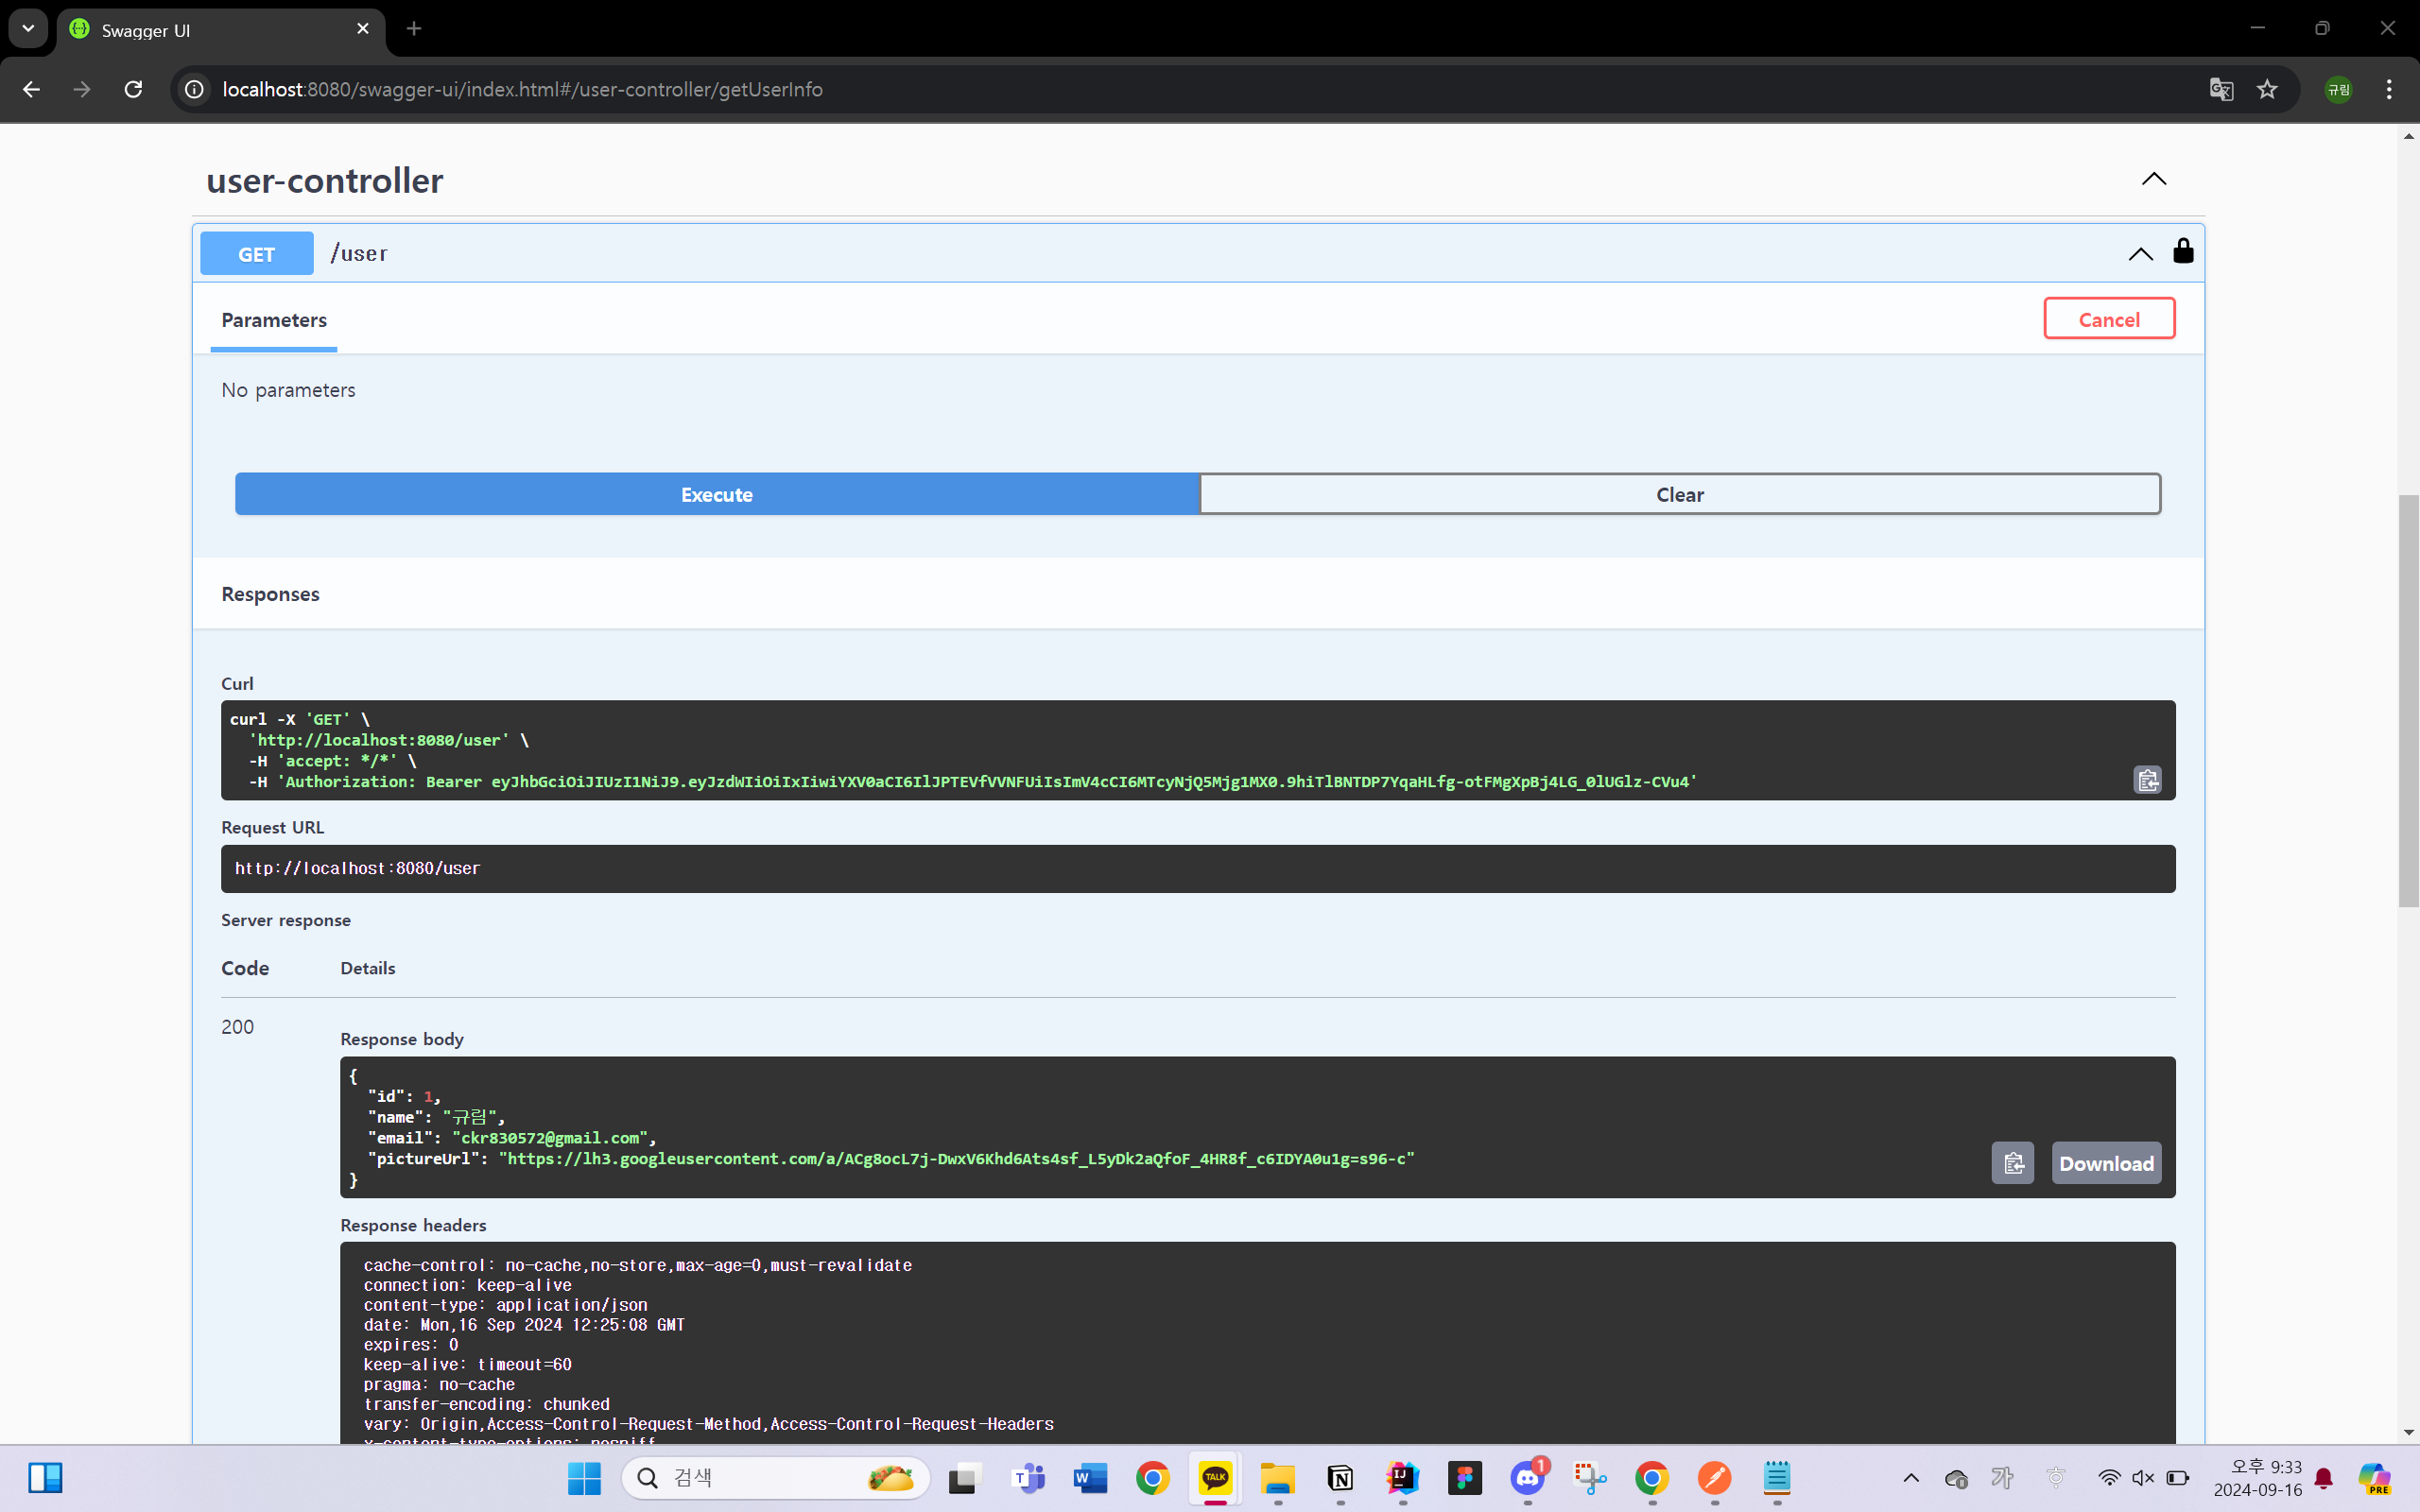 Swagger UI
localhost:8080/swagger-ui/index.html#/user-controller/getUserInfo
규림
user-controller
GET
/user
Parameters
Cancel
No parameters
Execute
Clear
Responses
Curl
curl -X 'GET' \
'http://localhost:8080/user' \
-H 'accept: */*' \
-H 'Authorization: Bearer eyJhbGciOiJIUzI1NiJ9.eyJzdWIiOiIxIiwiYXV0aCI6IlJPTEVfVVNFUiIsImV4cCI6MTcyNjQ5Mjg1MX0.9hiTlBNTDP7YqaHLfg-otFMgXpBj4LG_0lUGlz-CVu4'
Request URL
http://localhost:8080/user
Server response
Code
Details
200
Response body
{
"id": 1,
"name": "규림",
"email": "ckr830572@gmail.com",
"pictureUrl": "https://lh3.googleusercontent.com/a/ACg8ocL7j-DwxV6Khd6Ats4sf_L5yDk2aQfoF_4HR8f_c6IDYA0u1g=s96-c"
}
Download
Response headers
cache-control: no-cache,no-store,max-age=0,must-revalidate
connection: keep-alive
content-type: application/json
date: Mon,16 Sep 2024 12:25:08 GMT
expires: 0
keep-alive: timeout=60
pragma: no-cache
transfer-encoding: chunked
vary: Origin,Access-Control-Request-Method,Access-Control-Request-Headers
x-content-type-options: nosniff
검색
TALK
1
가
오후 9:33
2024-09-16
PRE